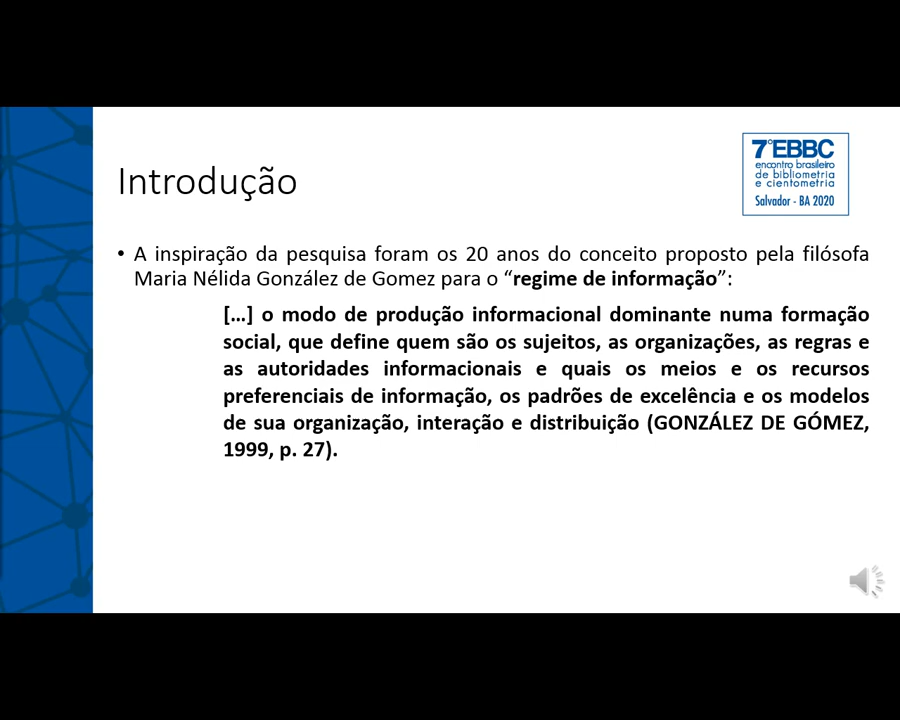 7°EBBC
encontro brasileiro
de bibliometria
e cientometria
Salvador - BA 2020
Introdução
• A inspiração da pesquisa foram os 20 anos do conceito proposto pela filósofa
Maria Nélida González de Gomez para o “regime de informação”:
[...] o modo de produção informacional dominante numa formação
social, que define quem são os sujeitos, as organizações, as regras e
as autoridades informacionais e quais os meios e os recursos
preferenciais de informação, os padrões de excelência e os modelos
de sua organização, interação e distribuição (GONZÁLEZ DE GÓMEZ,
1999, p. 27).